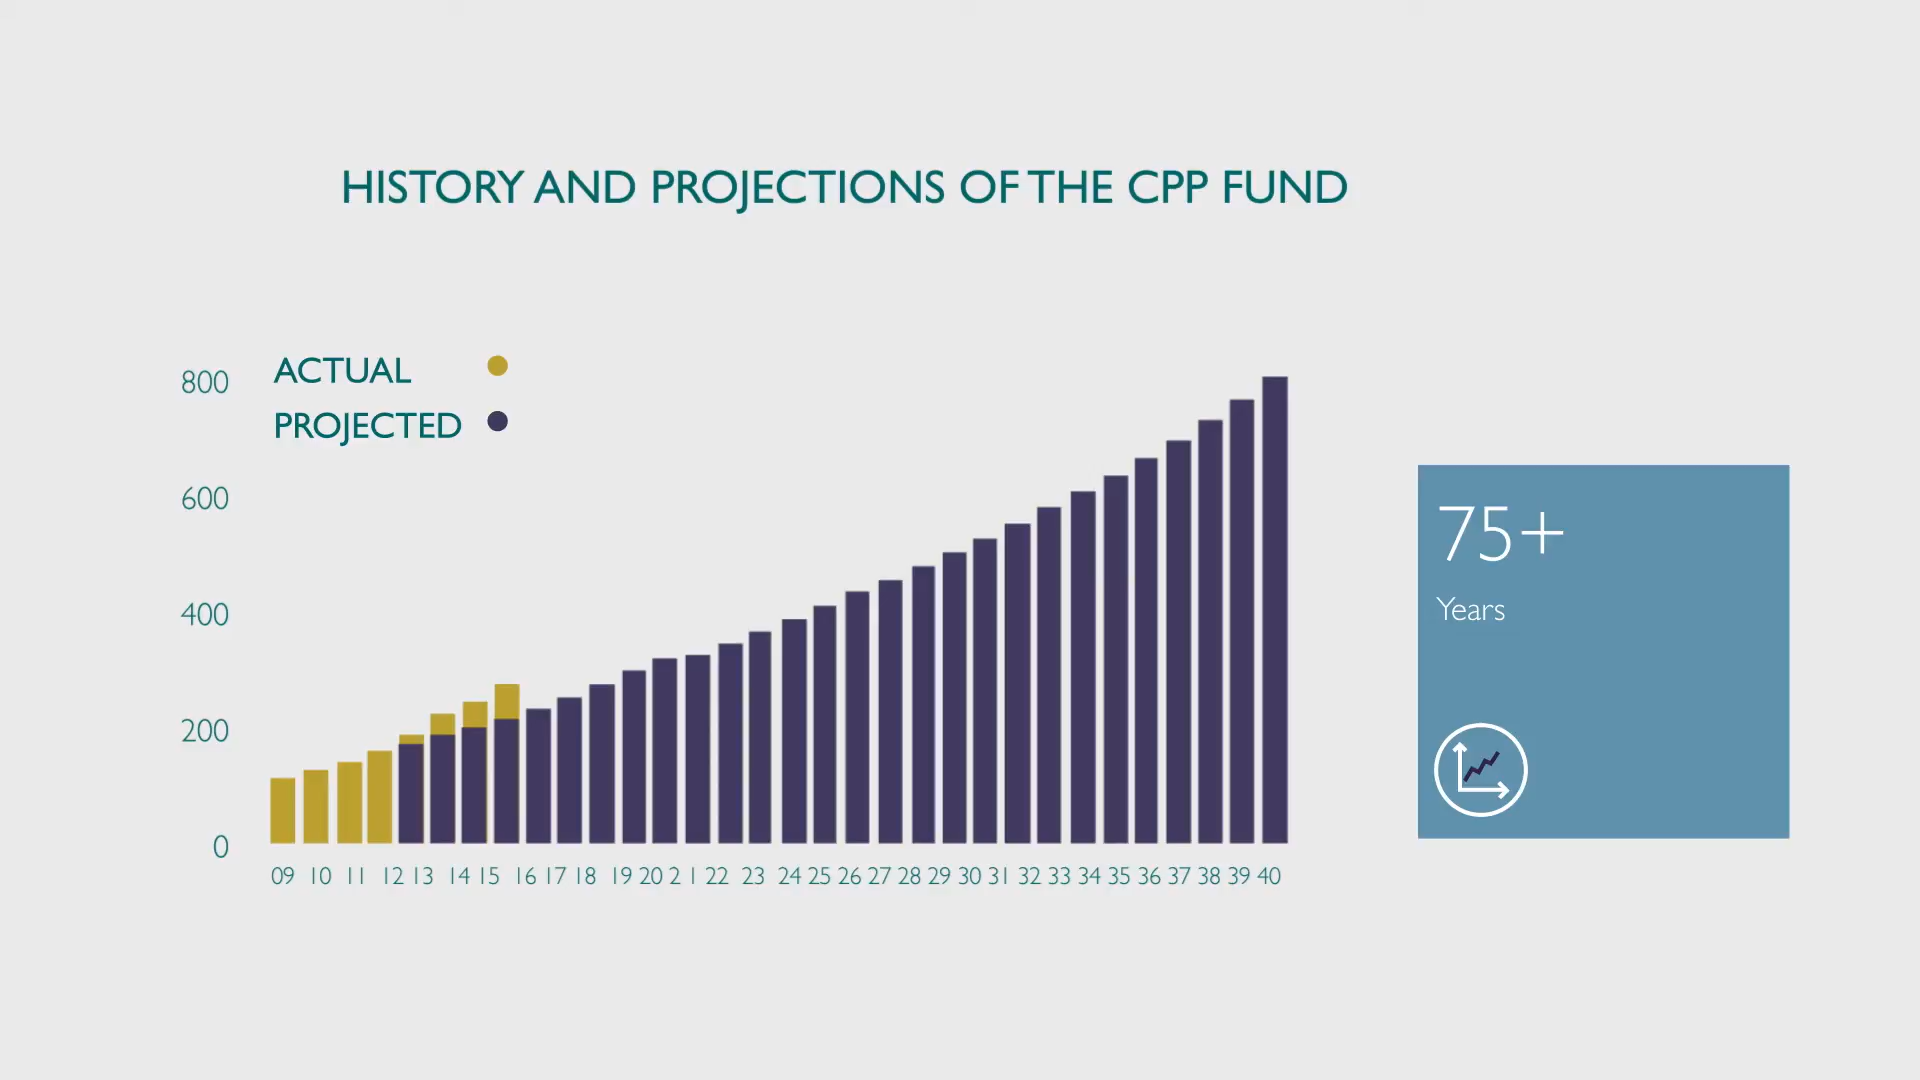 HISTORY AND PROJECTIONS OF THE CPP FUND
ACTUAL
PROJECTED
800
600
400
200
0
09 10 11 12 13 14 15 16 17 18 19 20 2 1 22 23 24 25 26 27 28 29 30 31 32 33 34 35 36 37 38 39 40
75+
Years